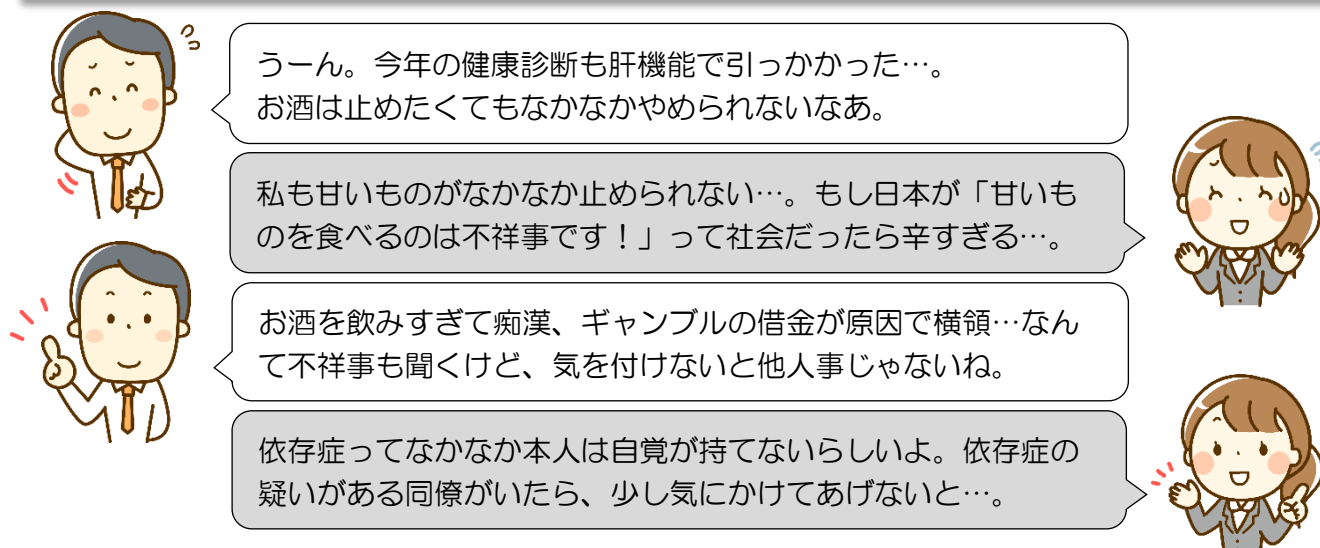 うーん。今年の健康診断も肝機能で引っかかった…。
お酒は止めたくてもなかなかやめられないなあ。
私も甘いものがなかなか止められない…。もし日本が「甘いも
のを食べるのは不祥事です！」って社会だったら辛すぎる…。
お酒を飲みすぎて痴漢、ギャンブルの借金が原因で横領…なん
て不祥事も聞くけど、気を付けないと他人事じゃないね。
依存症ってなかなか本人は自覚が持てないらしいよ。依存症の
疑いがある同僚がいたら、少し気にかけてあげないと…。